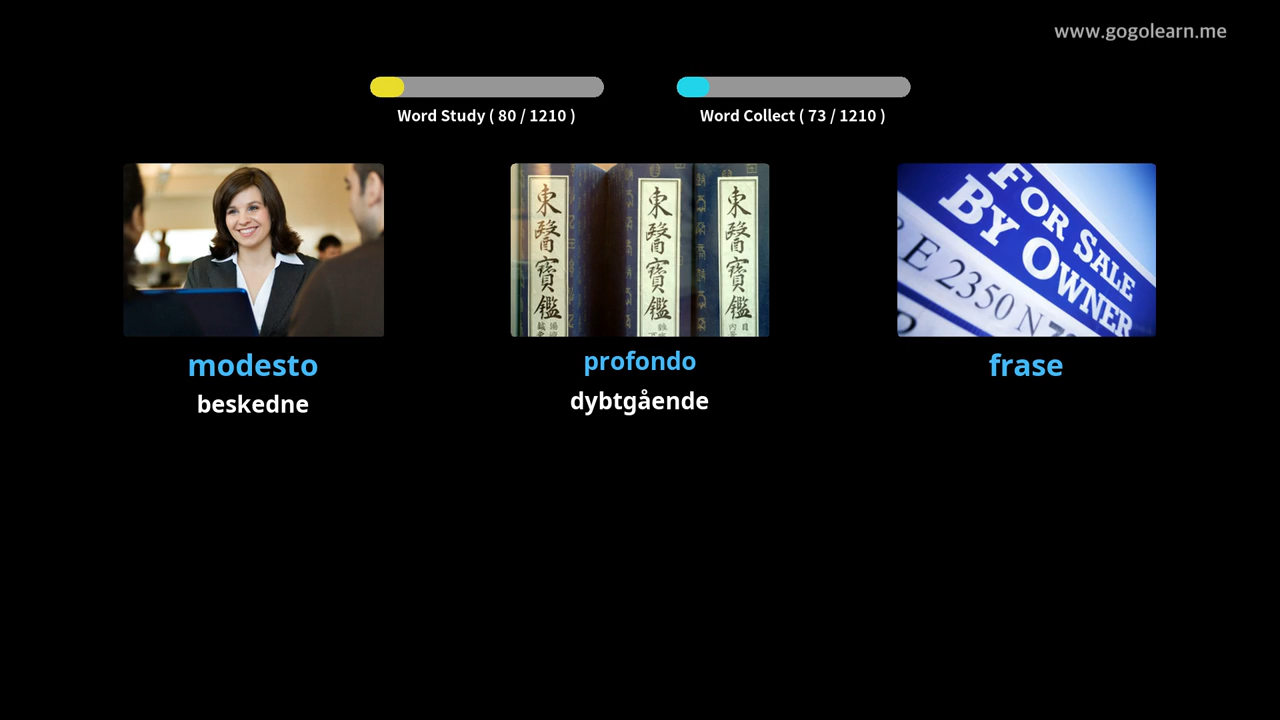 www.gogolearn.me
Word Study ( 80 / 1210 )
Word Collect ( 73 / 1210 )
東醫寶鑑
東醫寶鑑
東醫寶鑑
FOR SALE
BY OWNER
E 2350 N
modesto
beskedne
profondo
dybtgående
frase